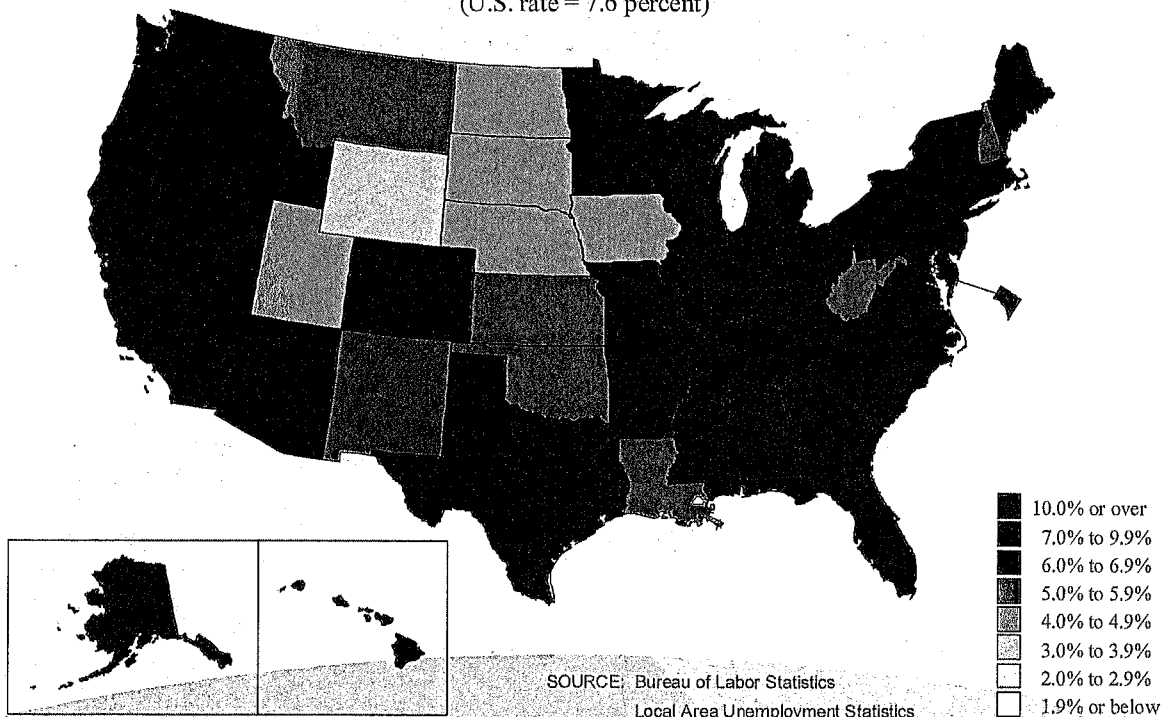 (U.S. rate = 7.6 percent)
10.0% or over
7.0% to 9.9%
6.0% to 6.9%
5.0% to 5.9%
4.0% to 4.9%
3.0% to 3.9%
2.0% to 2.9%
1.9% or below
SOURCE: Bureau of Labor Statistics
Local Area Unemployment Statistics